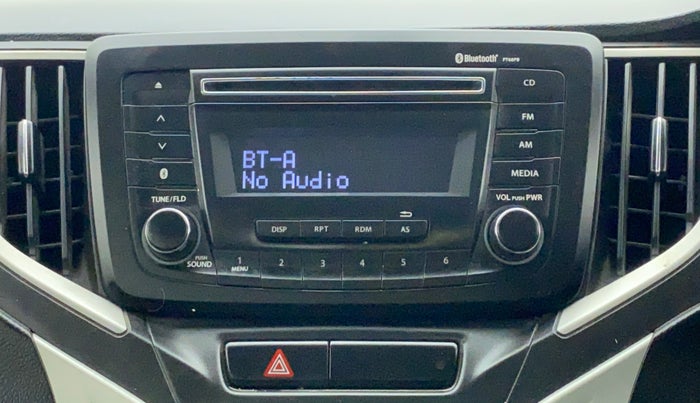 Bluetooth®
CD
FM
AM
MEDIA
BT-A
No Audio
TUNE/FLD
VOL PUSH PWR
DISP RPT RDM AS
PUSH
SOUND
1 2 3 4 5 6
MENU